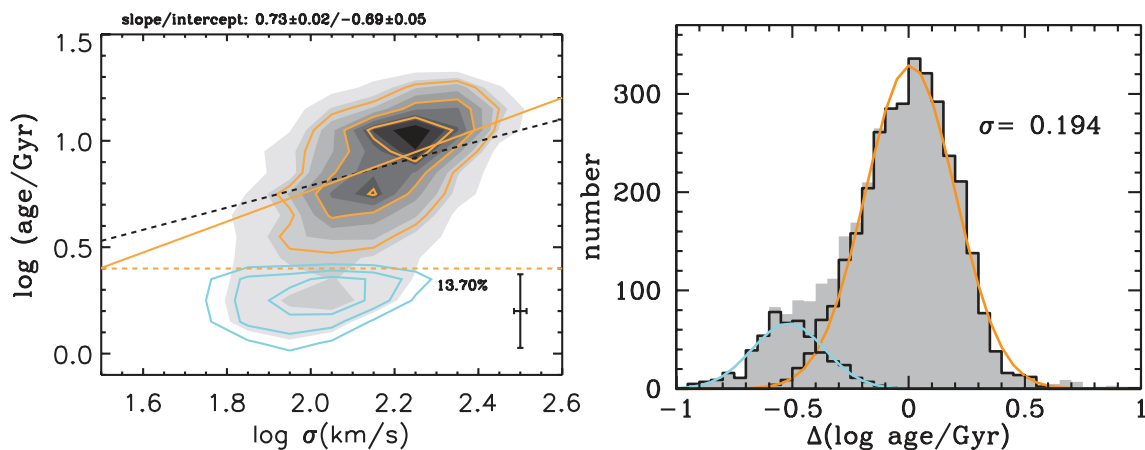 slope/intercept: 0.73±0.02/−0.69±0.05
log (age/Gyr)
1.5
1.0
0.5
0.0
13.70%
1.6 1.8 2.0 2.2 2.4 2.6
log σ(km/s)
number
300
200
100
0
σ= 0.194
-1 -0.5 0 0.5 1
Δ(log age/Gyr)